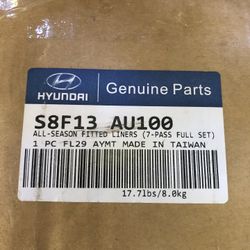 HYUNDAI
Genuine Parts
S8F13 AU100
ALL-SEASON FITTED LINERS (7-PASS FULL SET)
1 PC FL29 AYMT MADE IN TAIWAN
17.7lbs/8.0kg